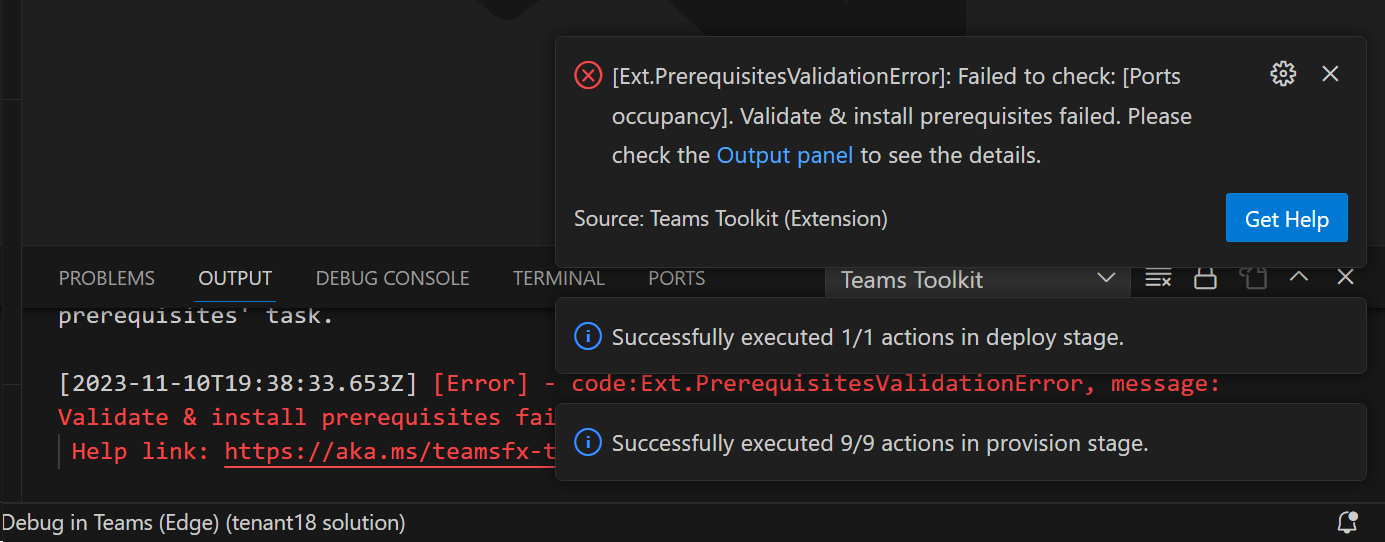 [Ext.PrerequisitesValidationError]: Failed to check: [Ports
occupancy]. Validate & install prerequisites failed. Please
check the Output panel to see the details.
Source: Teams Toolkit (Extension)
Get Help
PROBLEMS OUTPUT DEBUG CONSOLE TERMINAL PORTS Teams Toolkit
prerequisites' task.
Successfully executed 1/1 actions in deploy stage.
[2023-11-10T19:38:33.653Z] [Error] - code:Ext.PrerequisitesValidationError, message:
Validate & install prerequisites fai
Successfully executed 9/9 actions in provision stage.
Help link: https://aka.ms/teamsfx-t
Debug in Teams (Edge) (tenant18 solution)